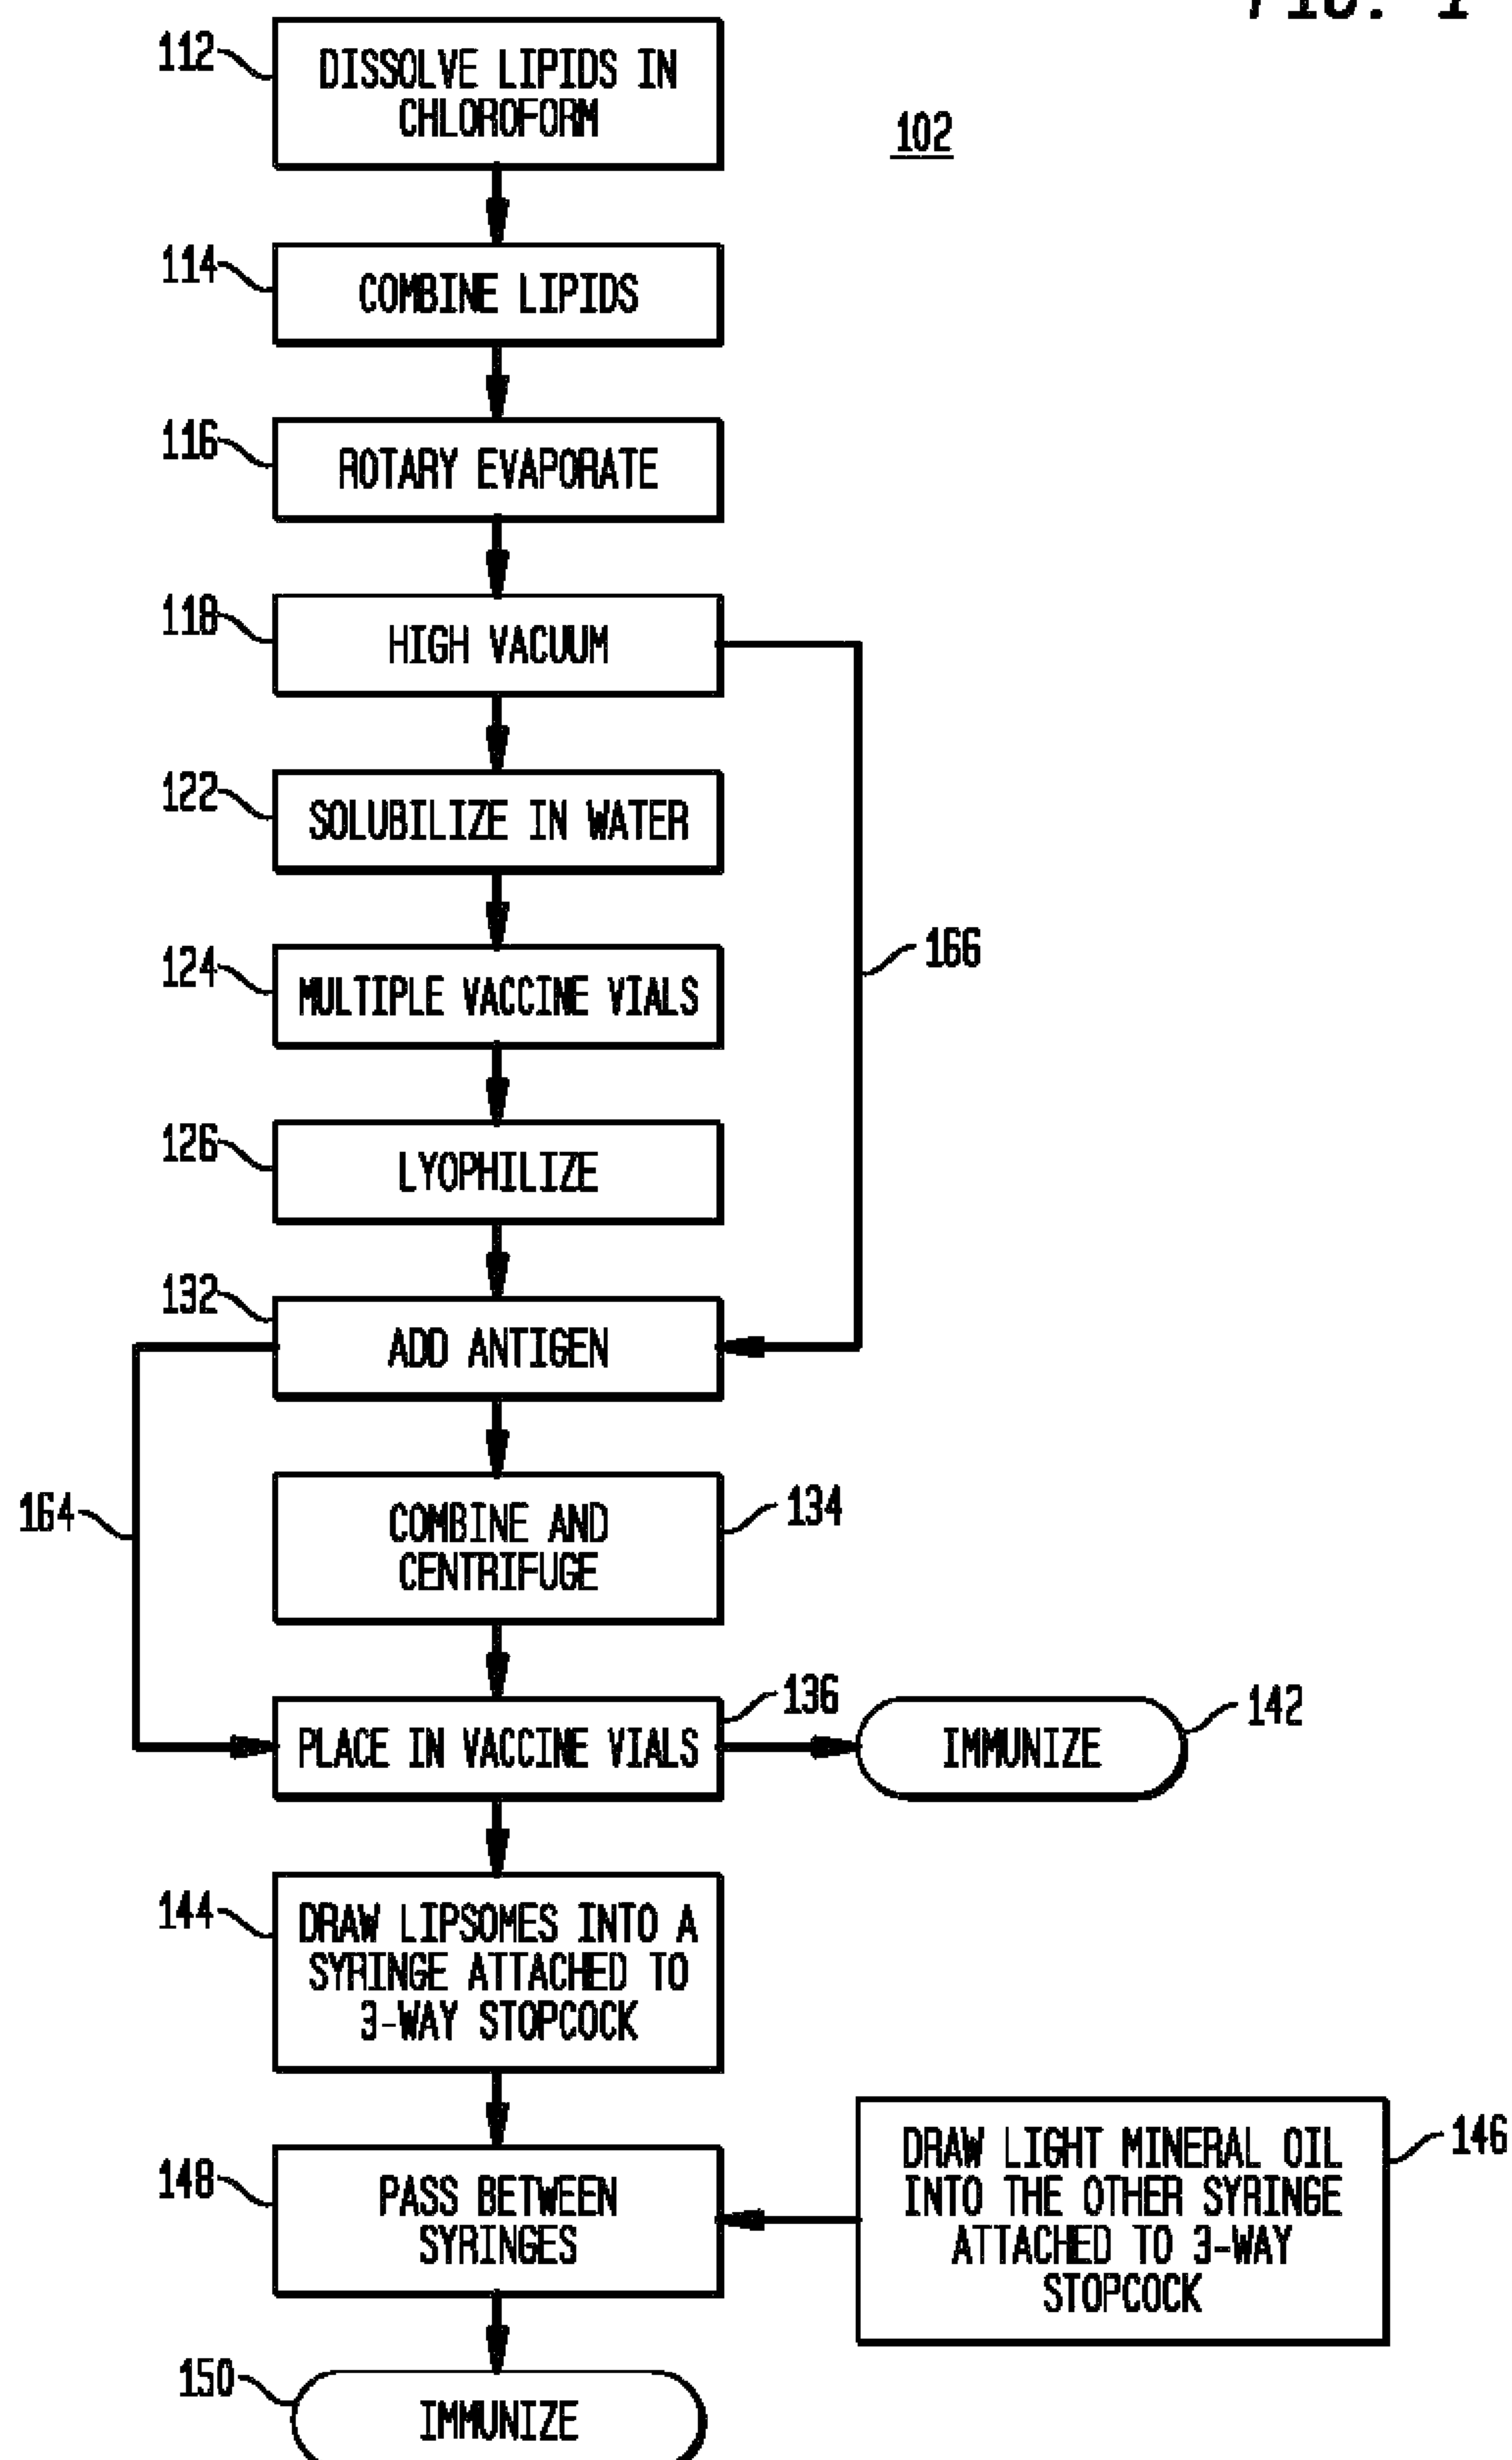 FIG. 1
112
DISSOLVE LIPIDS IN
CHLOROFORM
102
114
COMBINE LIPIDS
116
ROTARY EVAPORATE
118
HIGH VACUUM
122
SOLUBILIZE IN WATER
124
MULTIPLE VACCINE VIALS
166
126
LYOPHILIZE
132
ADD ANTIGEN
164
COMBINE AND
CENTRIFUGE
134
PLACE IN VACCINE VIALS
136
IMMUNIZE
142
144
DRAW LIPSOMES INTO A
SYRINGE ATTACHED TO
3-WAY STOPCOCK
148
PASS BETWEEN
SYRINGES
DRAW LIGHT MINERAL OIL
INTO THE OTHER SYRINGE
ATTACHED TO 3-WAY
STOPCOCK
146
150
IMMUNIZE